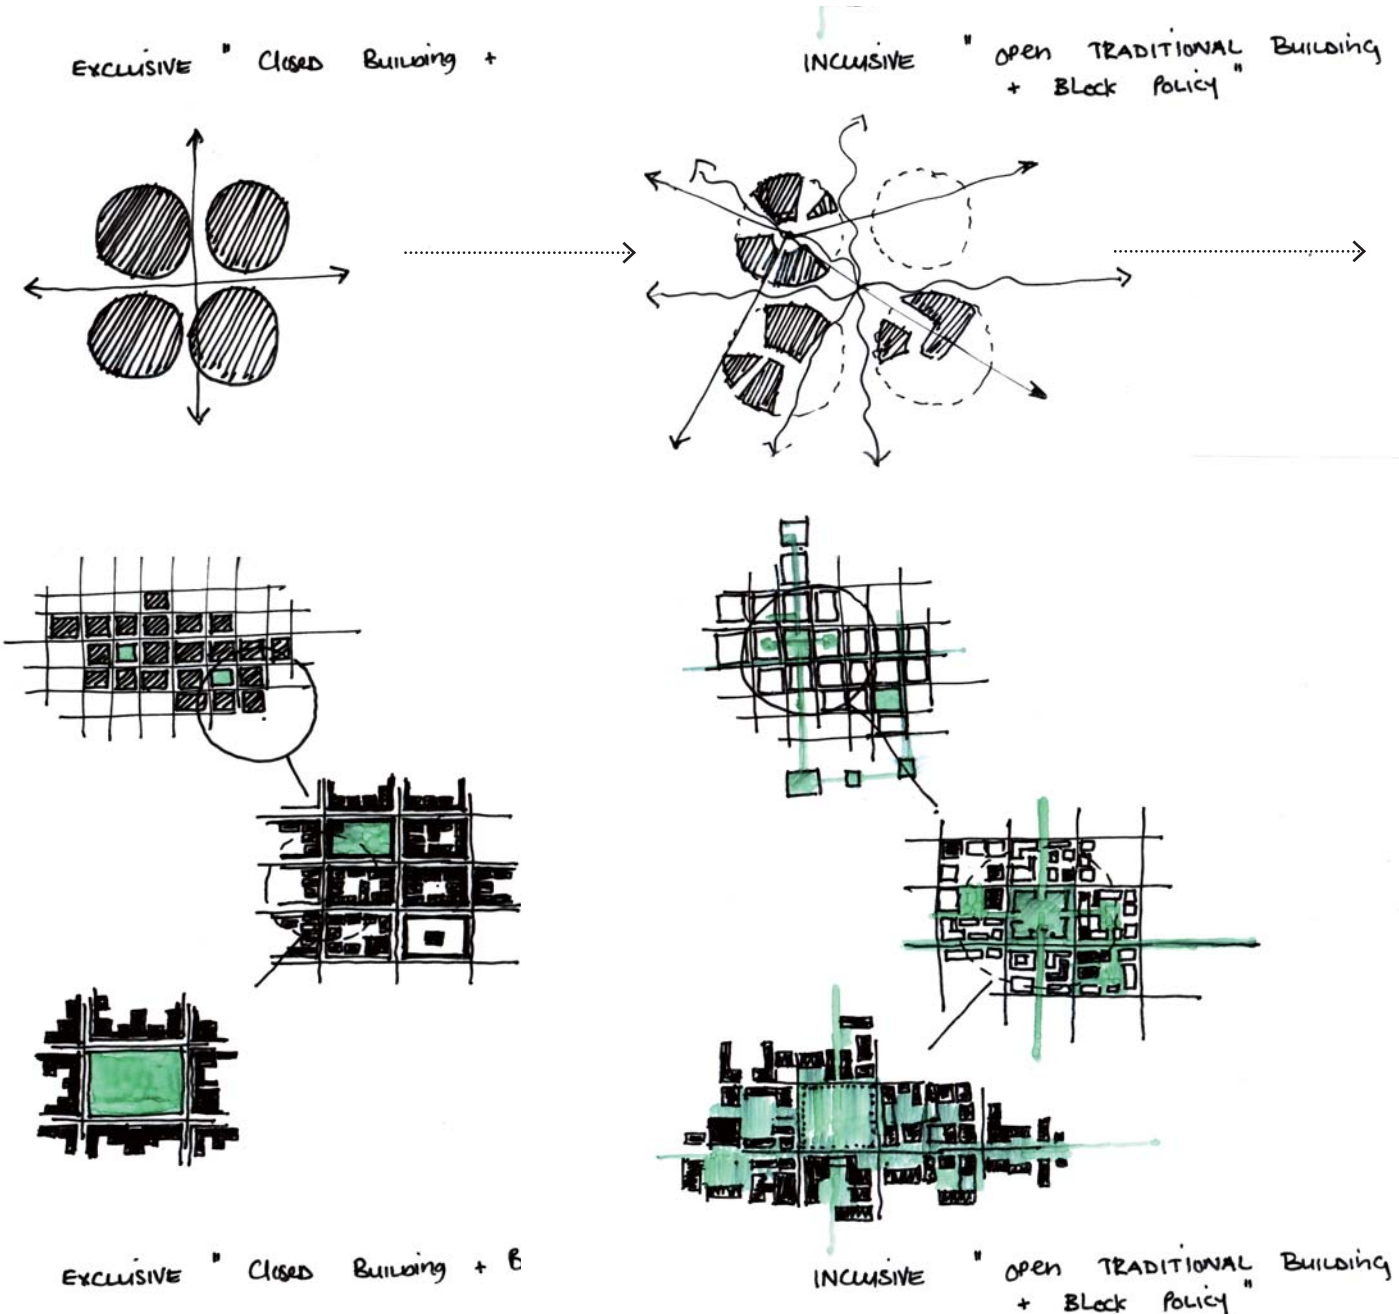 EXCLUSIVE " Closed Building +
INCLUSIVE " open TRADITIONAL Building
+ BLock Policy "
EXCLUSIVE " Closed Building + B
INCLUSIVE " open TRADITIONAL Building
+ BLock Policy "